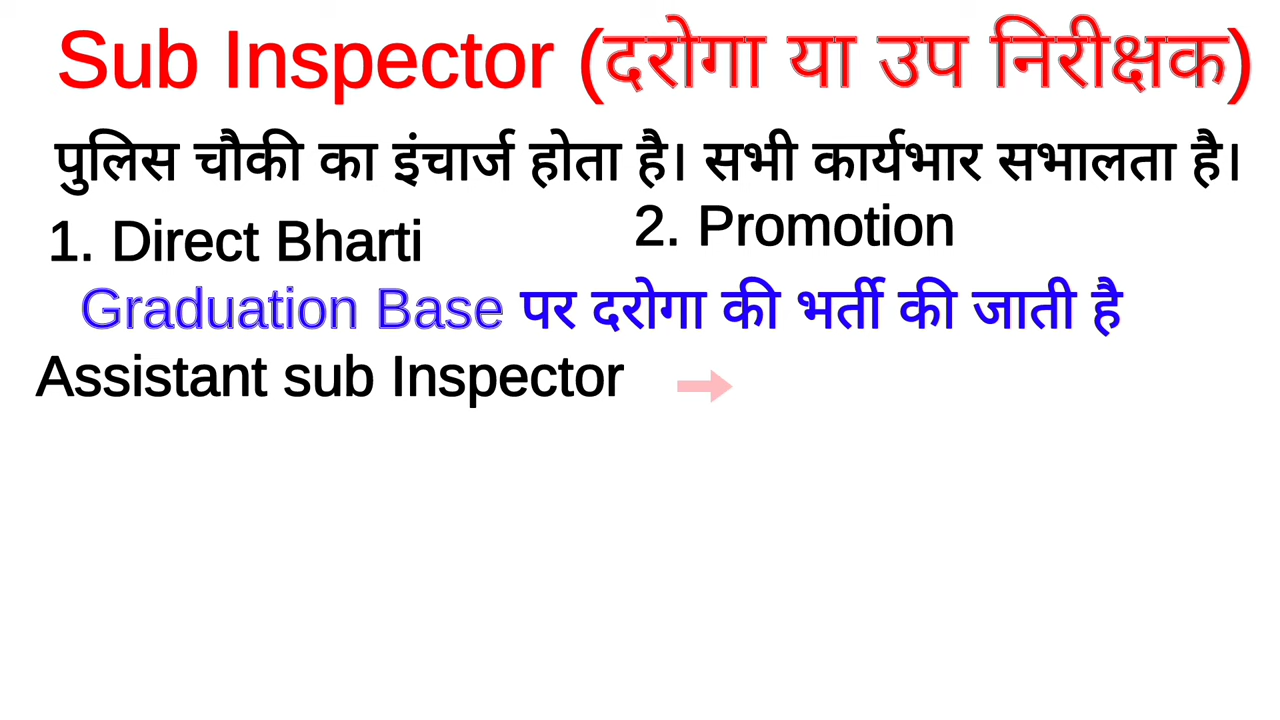 Sub Inspector (दरोगा या उप निरीक्षक)
पुलिस चौकी का इंचार्ज होता है। सभी कार्यभार सभालता है।
1. Direct Bharti
2. Promotion
Graduation Base पर दरोगा की भर्ती की जाती है
Assistant sub Inspector